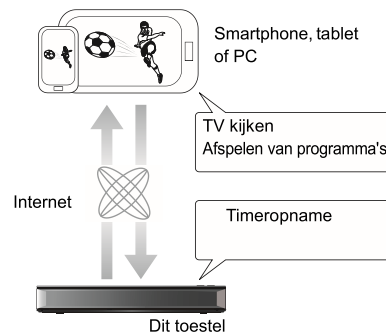 Smartphone, tablet
of PC
TV kijken
Afspelen van programma's
Internet
Timeropname
Dit toestel